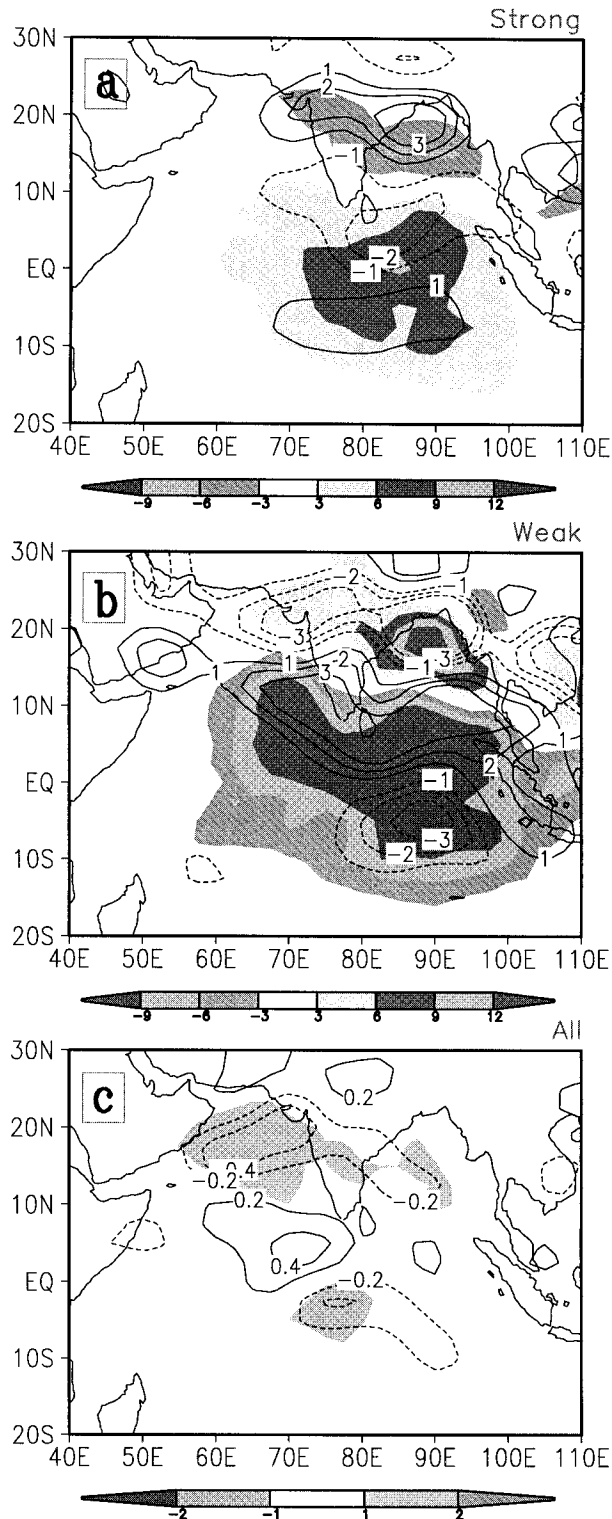 Strong
30N
a
1
2
20N
3
-1
10N
-2
EQ
-1
1
10S
20S
40E 50E 60E 70E 80E 90E 100E 110E
-9 -6 -3 3 6 9 12
Weak
30N
b
-2
-1
20N
-3
-1 -3
1 2
3
10N
1
1
2
EQ
-1
-3
-2
1
10S
20S
40E 50E 60E 70E 80E 90E 100E 110E
-9 -6 -3 3 6 9 12
All
30N
c
0.2
20N
0.4
-0.2
-0.2
10N
0.2
0.4
EQ
-0.2
10S
20S
40E 50E 60E 70E 80E 90E 100E 110E
-2 -1 1 2